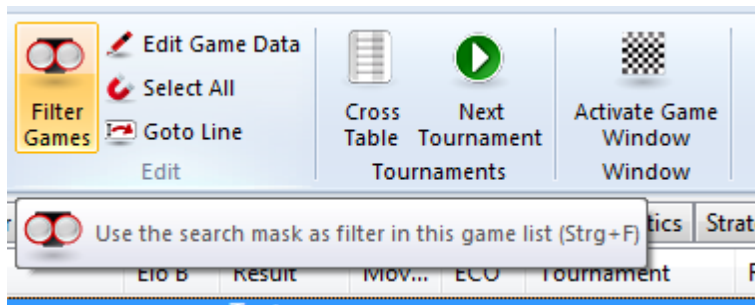 Edit Game Data
Select All
Goto Line
Filter
Games
Edit
Cross
Table
Next
Tournament
Tournaments
Activate Game
Window
Window
Use the search mask as filter in this game list (Strg+F)
tics
Strat
Elo B
Result
Mov...
ECO
Tournament